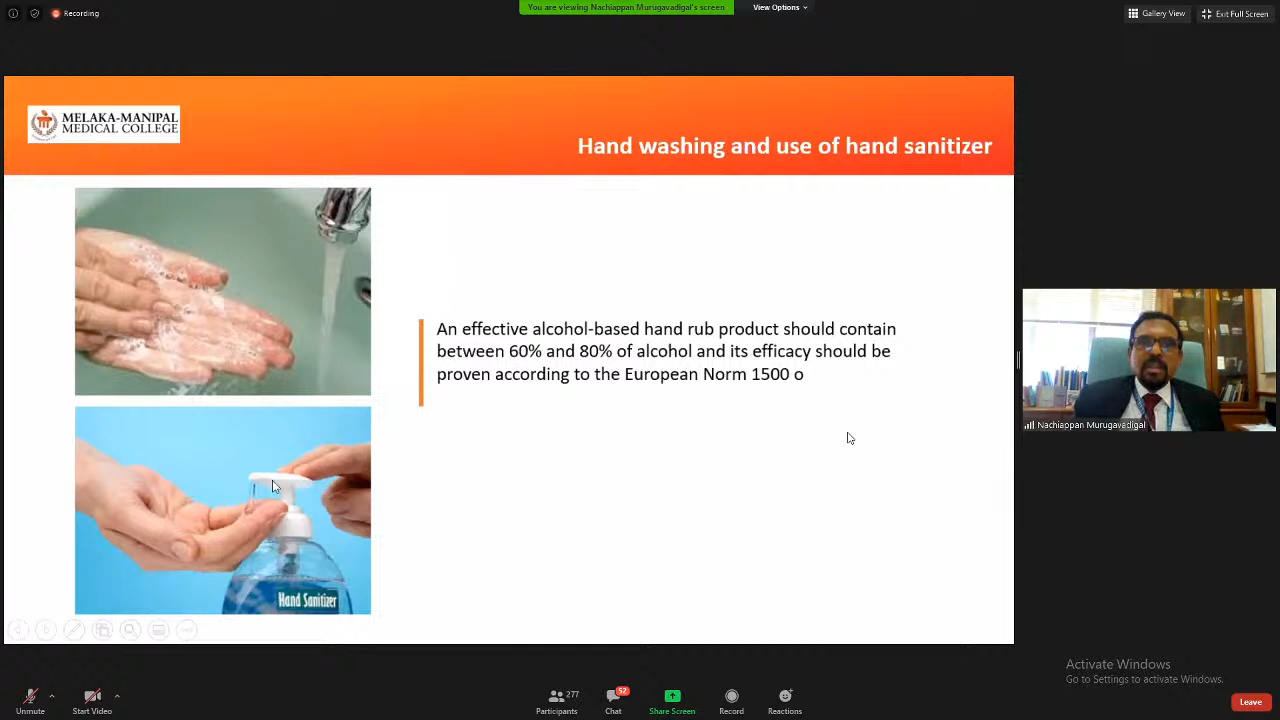 Recording
You are viewing Nachiappan Murugavadigal's screen
View Options
Gallery View
Exit Full Screen
MELAKA-MANIPAL
MEDICAL COLLEGE
Hand washing and use of hand sanitizer
An effective alcohol-based hand rub product should contain
between 60% and 80% of alcohol and its efficacy should be
proven according to the European Norm 1500 o
Hand Sanitizer
Nachiappan Murugavadigal
Activate Windows
Go to Settings to activate Windows.
Unmute
Start Video
277
Participants
52
Chat
Share Screen
Record
Reactions
Leave